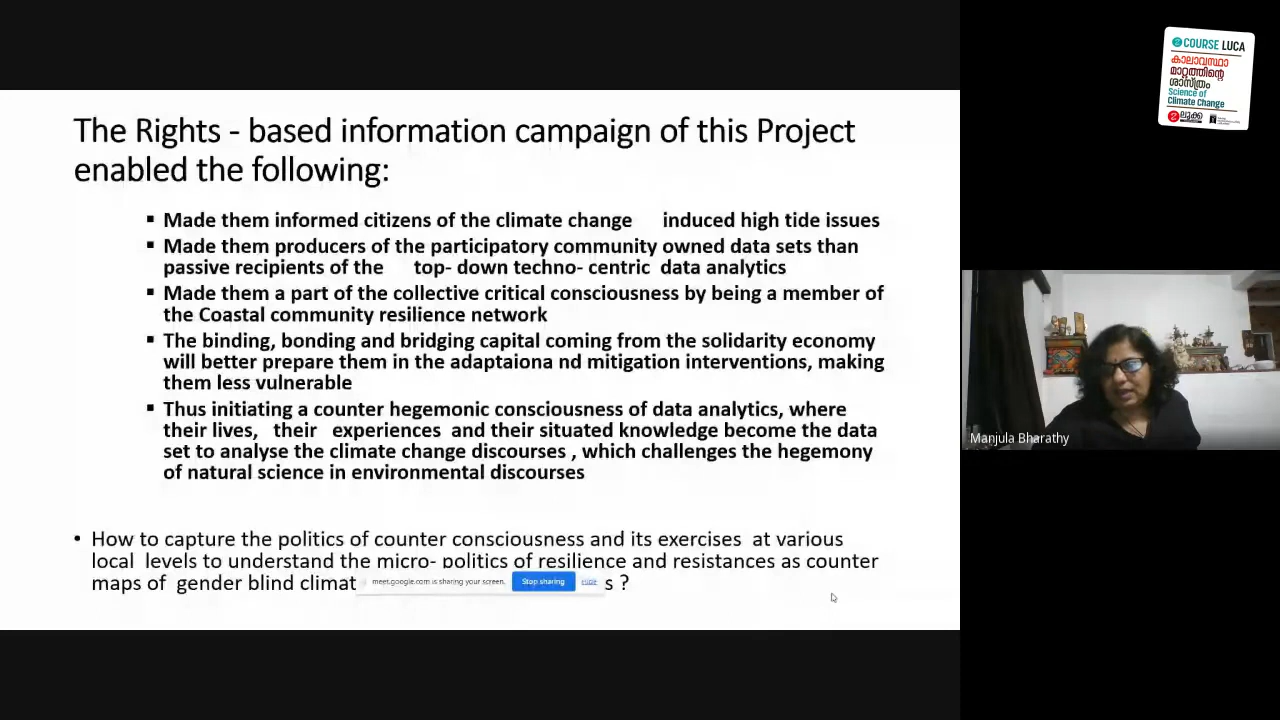 The Rights - based information campaign of this Project
enabled the following:
▪ Made them informed citizens of the climate change induced high tide issues
▪ Made them producers of the participatory community owned data sets than
passive recipients of the top- down techno- centric data analytics
▪ Made them a part of the collective critical consciousness by being a member of
the Coastal community resilience network
▪ The binding, bonding and bridging capital coming from the solidarity economy
will better prepare them in the adaptaiona nd mitigation interventions, making
them less vulnerable
▪ Thus initiating a counter hegemonic consciousness of data analytics, where
their lives, their experiences and their situated knowledge become the data
set to analyse the climate change discourses , which challenges the hegemony
of natural science in environmental discourses
• How to capture the politics of counter consciousness and its exercises at various
local levels to understand the micro- politics of resilience and resistances as counter
maps of gender blind climat s ?
meet.google.com is sharing your screen. Stop sharing Hide
COURSE LUCA
കാലാവസ്ഥാ
മാറ്റത്തിന്റെ
ശാസ്ത്രം
Science of
Climate Change
ലൂക്ക
Manjula Bharathy